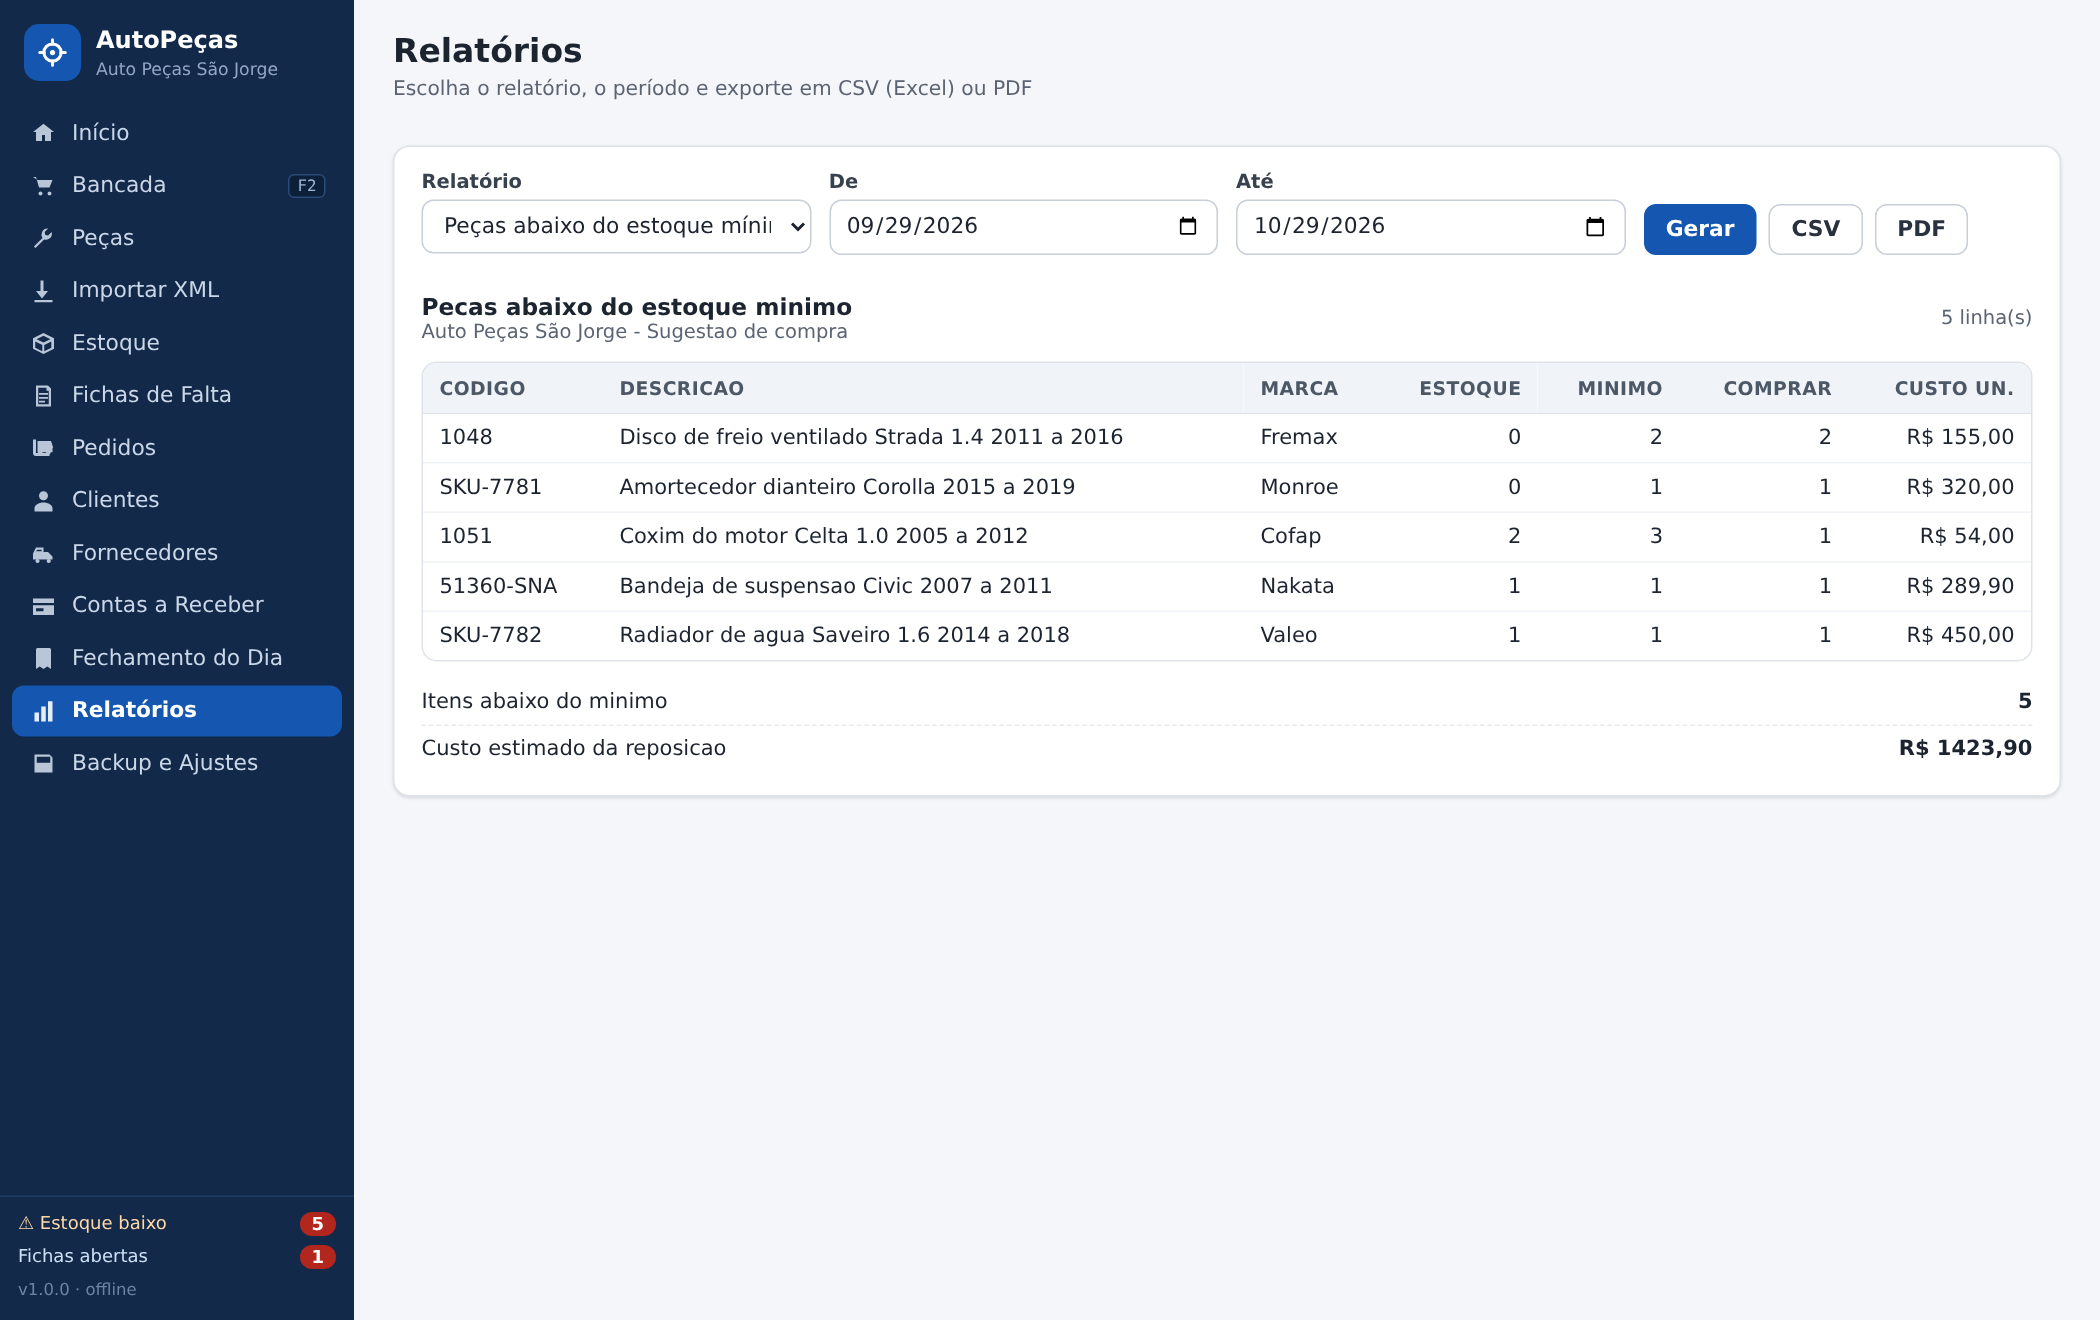 AutoPeças
Auto Peças São Jorge
Início
Bancada F2
Peças
Importar XML
Estoque
Fichas de Falta
Pedidos
Clientes
Fornecedores
Contas a Receber
Fechamento do Dia
Relatórios
Backup e Ajustes
⚠ Estoque baixo 5
Fichas abertas 1
v1.0.0 · offline
Relatórios
Escolha o relatório, o período e exporte em CSV (Excel) ou PDF
Relatório De Até
Peças abaixo do estoque míni 09/29/2026 10/29/2026 Gerar CSV PDF
Pecas abaixo do estoque minimo
Auto Peças São Jorge - Sugestao de compra
5 linha(s)
CODIGO DESCRICAO MARCA ESTOQUE MINIMO COMPRAR CUSTO UN.
1048 Disco de freio ventilado Strada 1.4 2011 a 2016 Fremax 0 2 2 R$ 155,00
SKU-7781 Amortecedor dianteiro Corolla 2015 a 2019 Monroe 0 1 1 R$ 320,00
1051 Coxim do motor Celta 1.0 2005 a 2012 Cofap 2 3 1 R$ 54,00
51360-SNA Bandeja de suspensao Civic 2007 a 2011 Nakata 1 1 1 R$ 289,90
SKU-7782 Radiador de agua Saveiro 1.6 2014 a 2018 Valeo 1 1 1 R$ 450,00
Itens abaixo do minimo 5
Custo estimado da reposicao R$ 1423,90